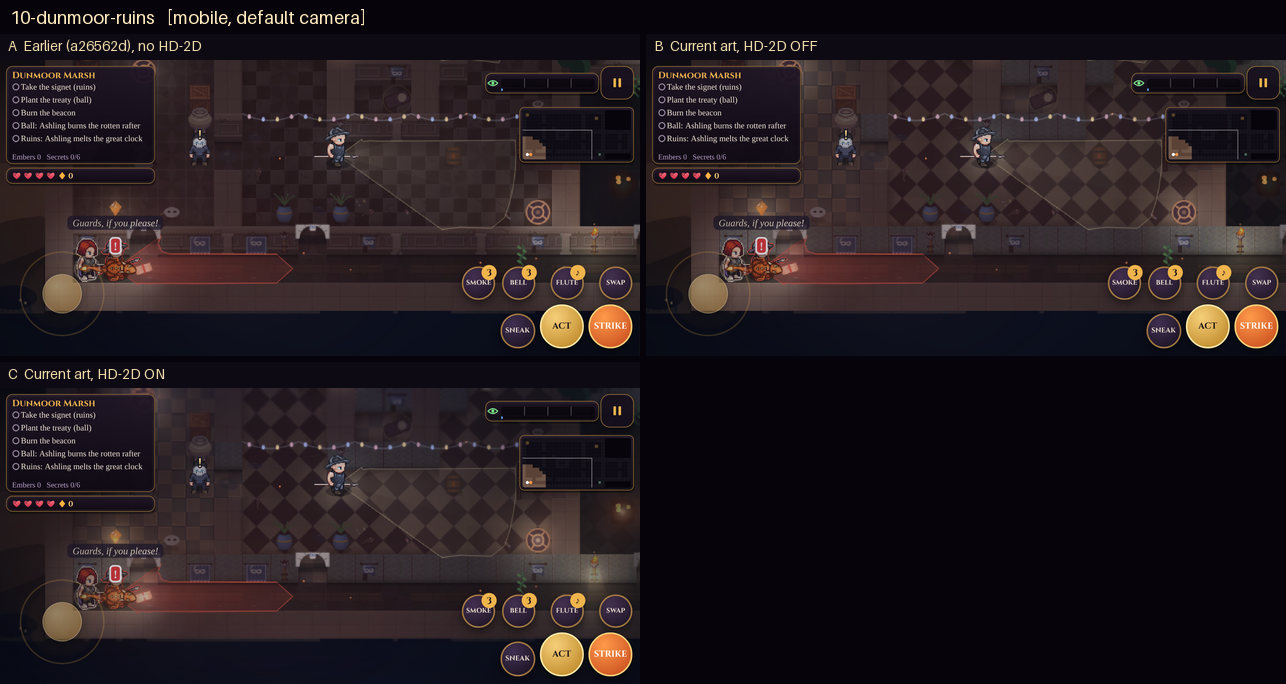 10-dunmoor-ruins [mobile, default camera]
A Earlier (a26562d), no HD-2D
DUNMOOR MARSH
Take the signet (ruins)
Plant the treaty (ball)
Burn the beacon
Ball: Ashling burns the rotten rafter
Ruins: Ashling melts the great clock
Embers 0 Secrets 0/6
0
!
Guards, if you please!
!
3
SMOKE
3
BELL
♪
FLUTE
SWAP
SNEAK
ACT
STRIKE
B Current art, HD-2D OFF
DUNMOOR MARSH
Take the signet (ruins)
Plant the treaty (ball)
Burn the beacon
Ball: Ashling burns the rotten rafter
Ruins: Ashling melts the great clock
Embers 0 Secrets 0/6
0
!
Guards, if you please!
!
3
SMOKE
3
BELL
♪
FLUTE
SWAP
SNEAK
ACT
STRIKE
C Current art, HD-2D ON
DUNMOOR MARSH
Take the signet (ruins)
Plant the treaty (ball)
Burn the beacon
Ball: Ashling burns the rotten rafter
Ruins: Ashling melts the great clock
Embers 0 Secrets 0/6
0
!
Guards, if you please!
!
3
SMOKE
3
BELL
♪
FLUTE
SWAP
SNEAK
ACT
STRIKE